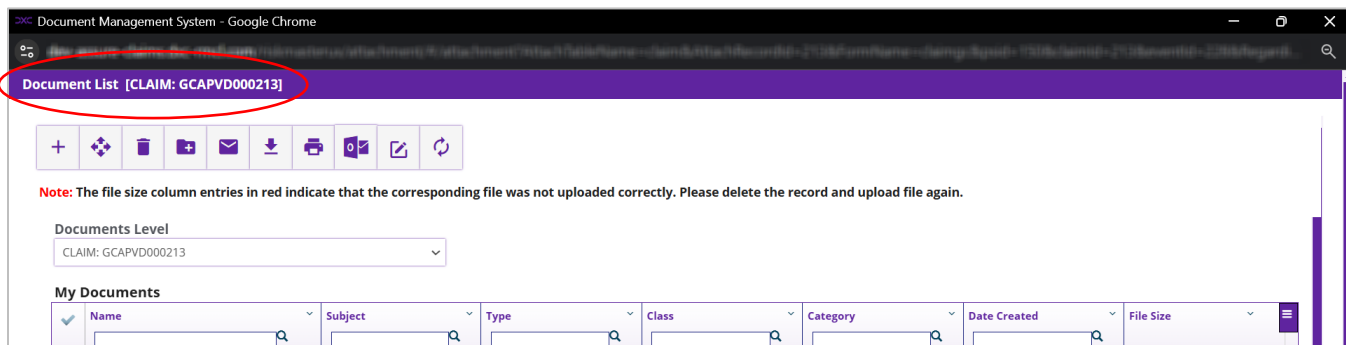 Document Management System - Google Chrome
Document List [CLAIM: GCAPVD000213]
Note: The file size column entries in red indicate that the corresponding file was not uploaded correctly. Please delete the record and upload file again.
Documents Level
CLAIM: GCAPVD000213
My Documents
Name Subject Type Class Category Date Created File Size